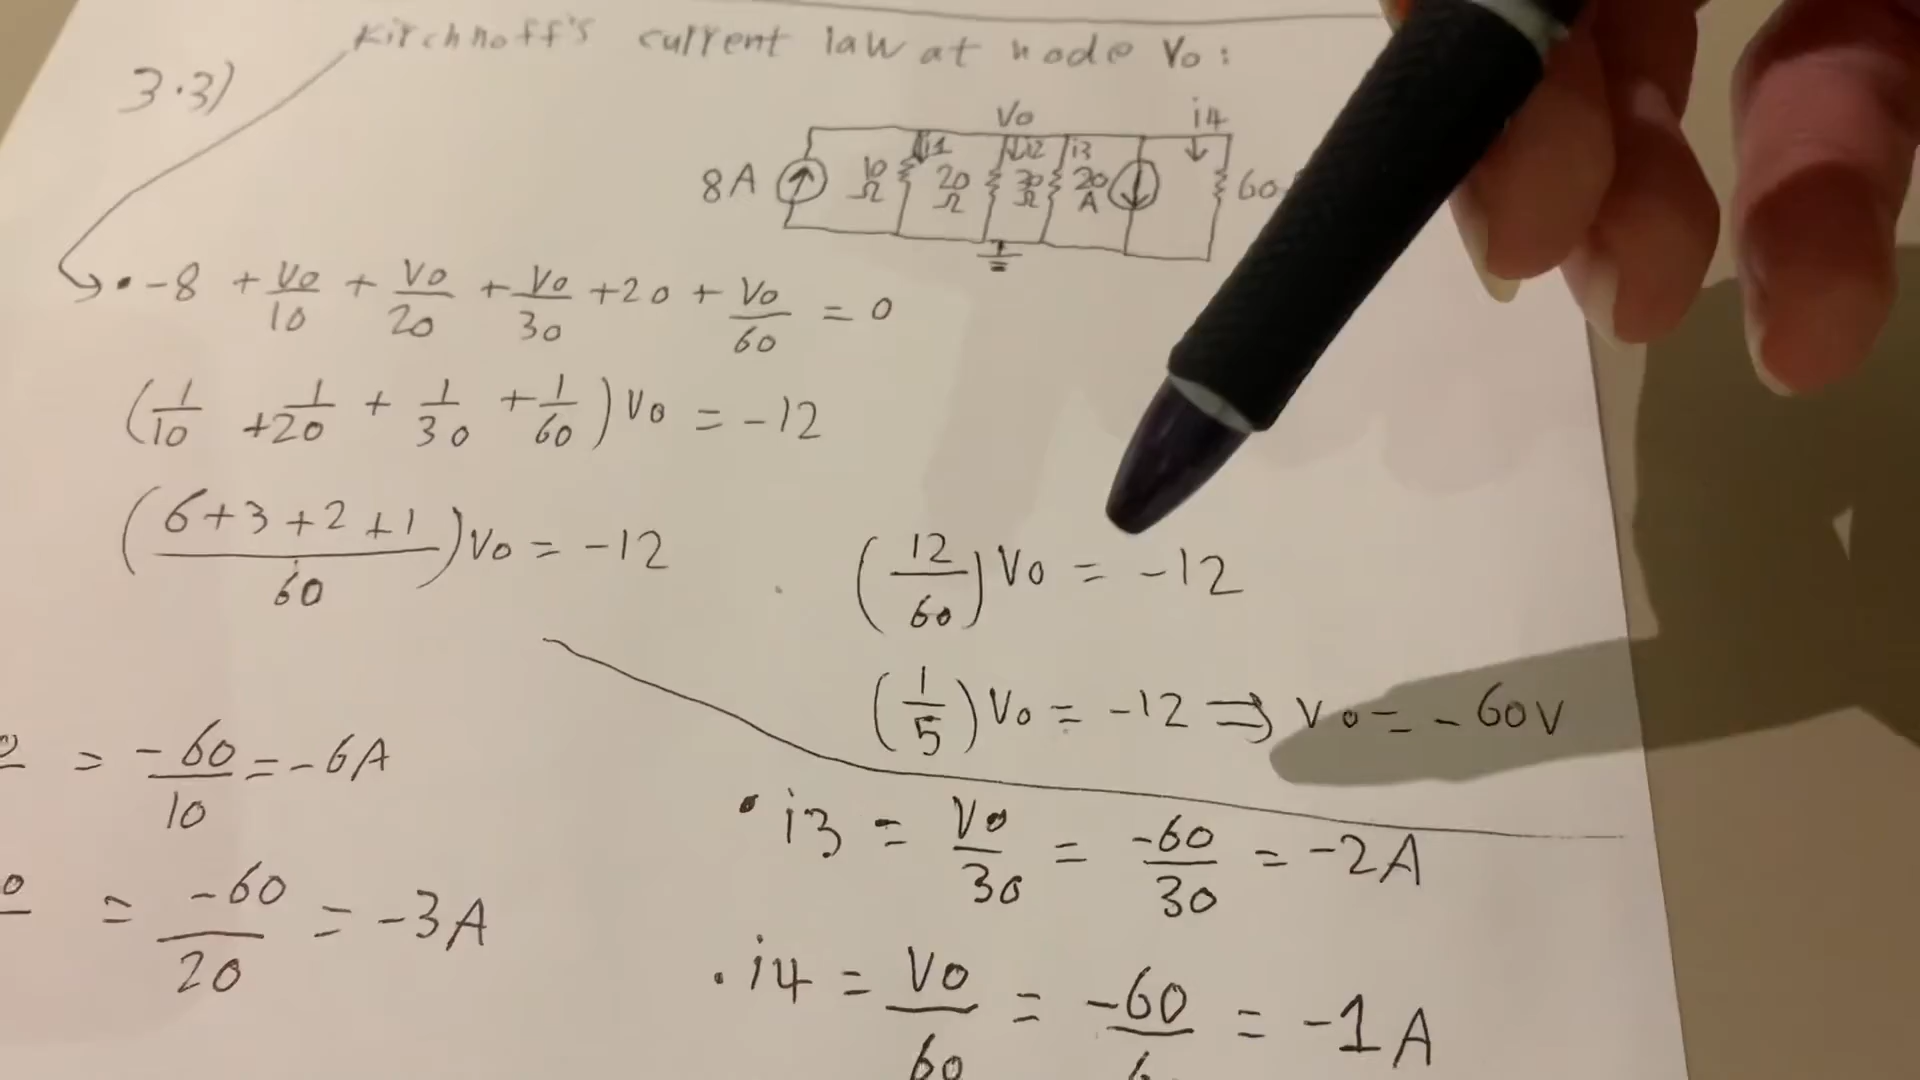 Kirchhoff's current law at node Vo:
3.3)
Vo i4
8A 10 Ω i1 20 Ω i2 30 Ω i3 20 A 60
• -8 + Vo/10 + Vo/20 + Vo/30 + 20 + Vo/60 = 0
(1/10 + 1/20 + 1/30 + 1/60) Vo = -12
((6+3+2+1)/60) Vo = -12
(12/60) Vo = -12
(1/5) Vo = -12 ⇒ Vo = -60V
= -60/10 = -6A
= -60/20 = -3A
• i3 = Vo/30 = -60/30 = -2A
• i4 = Vo/60 = -60/6 = -1A